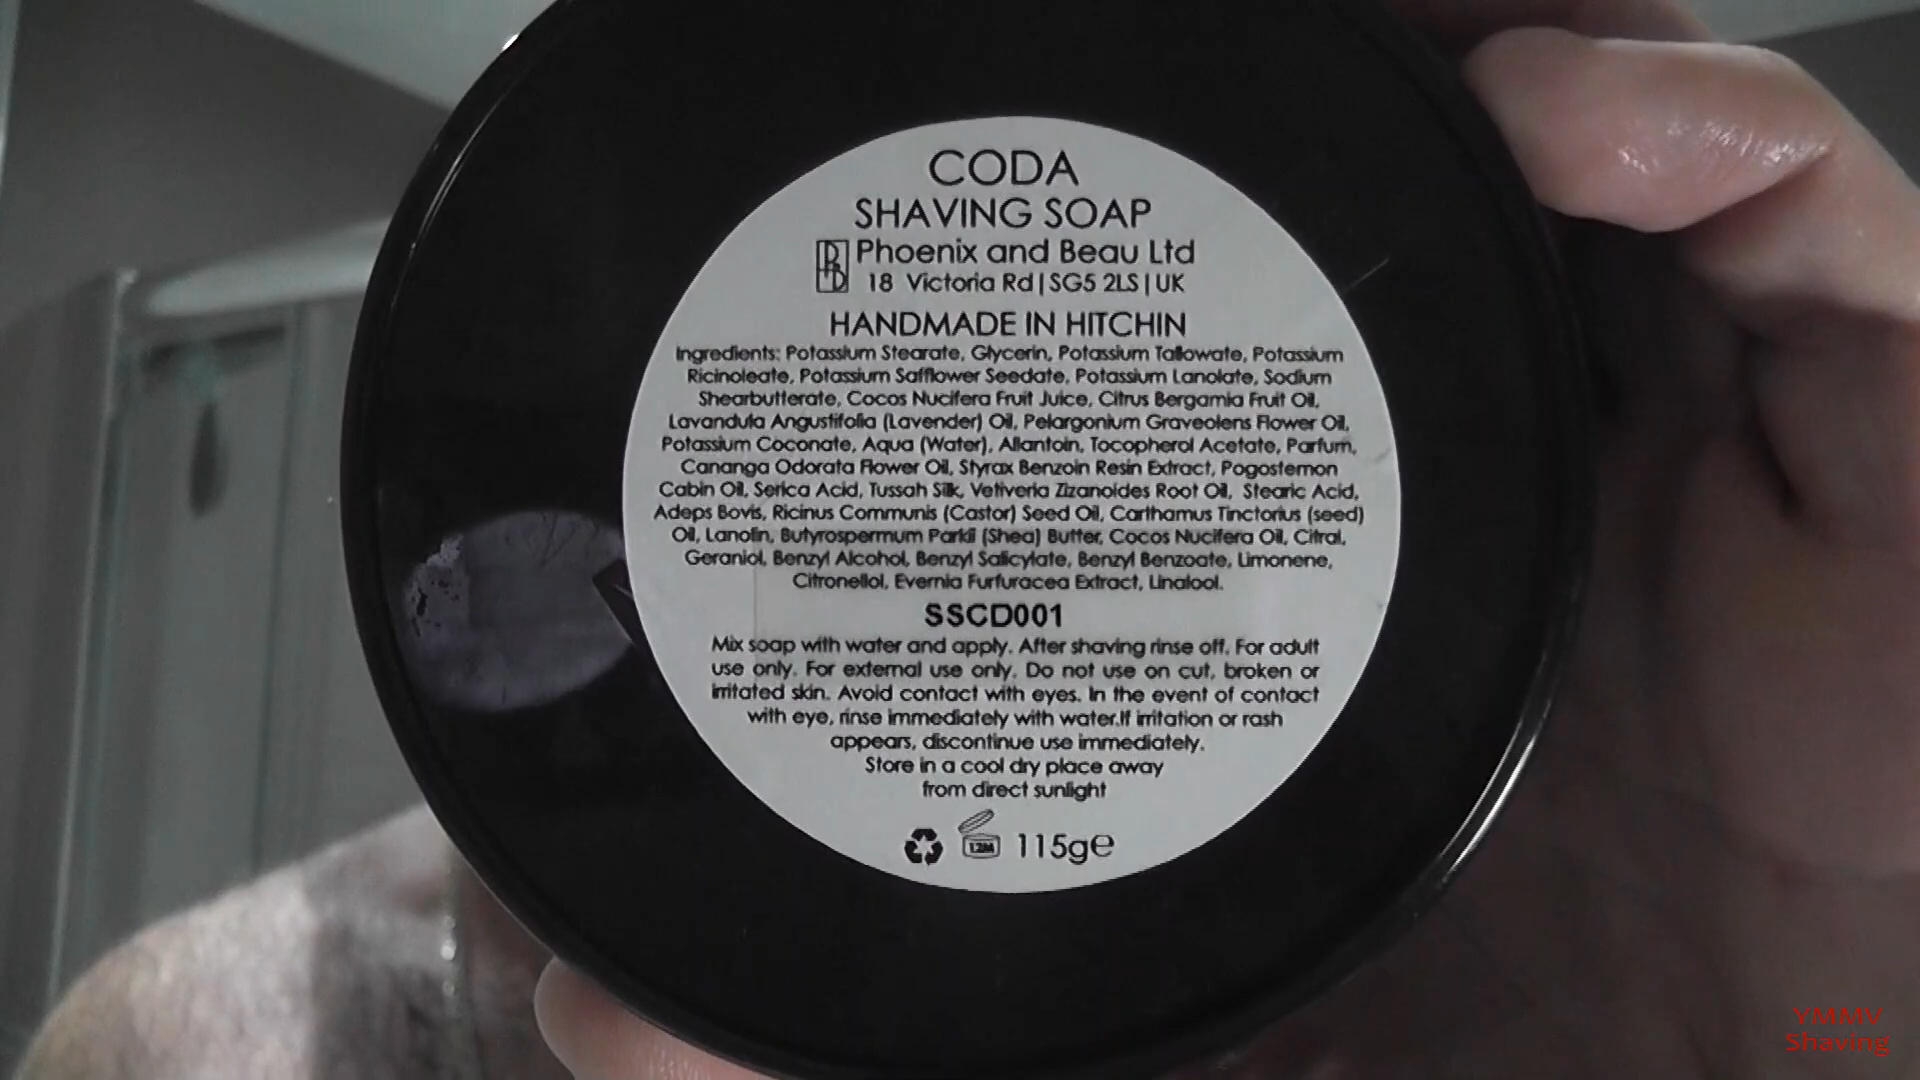 CODA
SHAVING SOAP
PB Phoenix and Beau Ltd
18 Victoria Rd|SG5 2LS|UK
HANDMADE IN HITCHIN
Ingredients: Potassium Stearate, Glycerin, Potassium Tallowate, Potassium
Ricinoleate, Potassium Safflower Seedate, Potassium Lanolate, Sodium
Shearbutterate, Cocos Nucifera Fruit Juice, Citrus Bergamia Fruit Oil,
Lavandula Angustifolia (Lavender) Oil, Pelargonium Graveolens Flower Oil,
Potassium Coconate, Aqua (Water), Allantoin, Tocopherol Acetate, Parfum,
Cananga Odorata Flower Oil, Styrax Benzoin Resin Extract, Pogostemon
Cabin Oil, Serica Acid, Tussah Silk, Vetiveria Zizanoides Root Oil, Stearic Acid,
Adeps Bovis, Ricinus Communis (Castor) Seed Oil, Carthamus Tinctorius (seed)
Oil, Lanolin, Butyrospermum Parkii (Shea) Butter, Cocos Nucifera Oil, Citral,
Geraniol, Benzyl Alcohol, Benzyl Salicylate, Benzyl Benzoate, Limonene,
Citronellol, Evernia Furfuracea Extract, Linalool.
SSCD001
Mix soap with water and apply. After shaving rinse off. For adult
use only. For external use only. Do not use on cut, broken or
irritated skin. Avoid contact with eyes. In the event of contact
with eye, rinse immediately with water.If irritation or rash
appears, discontinue use immediately.
Store in a cool dry place away
from direct sunlight
12M 115g℮
YMMV
Shaving